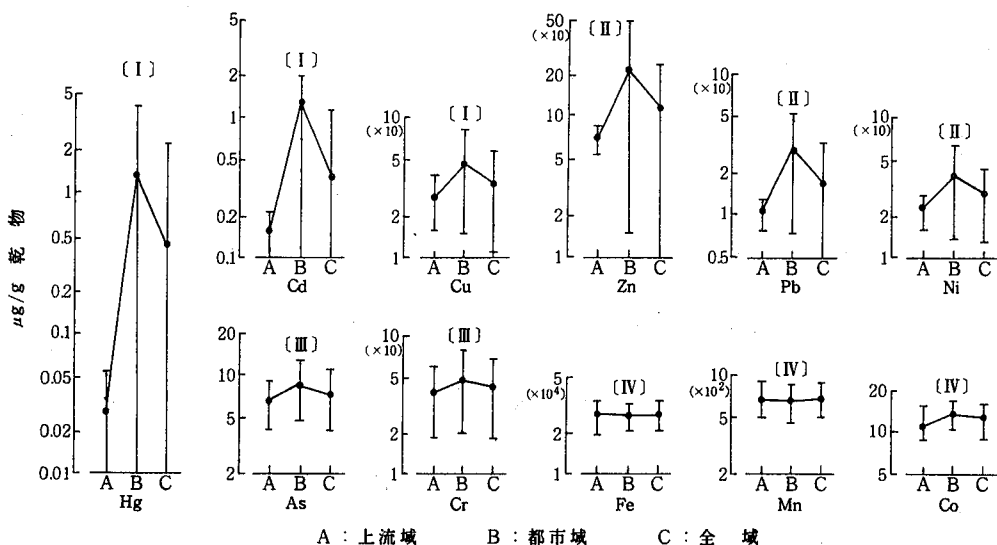 μg/g 乾物
〔Ⅰ〕
5
2
1
0.5
0.2
0.1
0.05
0.02
0.01
A B C
Hg
〔Ⅰ〕
5
2
1
0.5
0.2
0.1
A B C
Cd
〔Ⅰ〕
10
(×10)
5
2
1
A B C
Cu
〔Ⅱ〕
50
(×10)
10
5
2
1
A B C
Zn
〔Ⅱ〕
10
(×10)
5
2
1
0.5
A B C
Pb
〔Ⅱ〕
10
(×10)
5
2
1
A B C
Ni
〔Ⅲ〕
20
10
5
2
A B C
As
〔Ⅲ〕
10
(×10)
5
2
1
A B C
Cr
〔Ⅳ〕
10
(×10⁴)
5
2
1
A B C
Fe
〔Ⅳ〕
10
(×10²)
5
2
A B C
Mn
〔Ⅳ〕
20
10
5
A B C
Co
A:上流域 B:都市域 C:全域